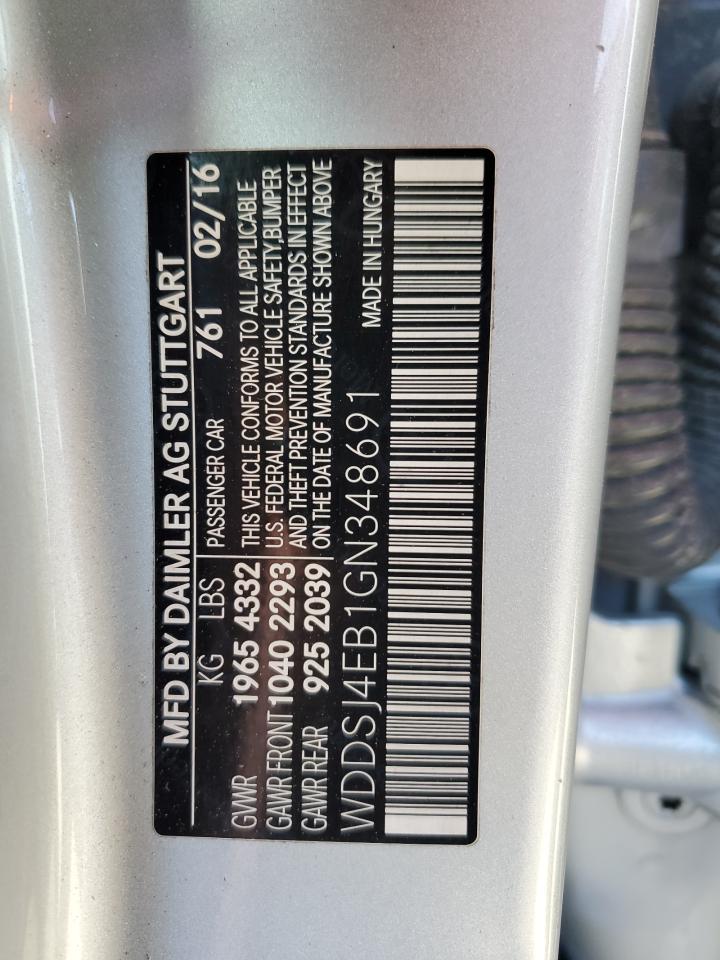 MFD BY DAIMLER AG STUTTGART
KG LBS PASSENGER CAR 761 02/16
GVWR 1965 4332 THIS VEHICLE CONFORMS TO ALL APPLICABLE
GAWR FRONT 1040 2293 U.S. FEDERAL MOTOR VEHICLE SAFETY,BUMPER
GAWR REAR 925 2039 AND THEFT PREVENTION STANDARDS IN EFFECT
ON THE DATE OF MANUFACTURE SHOWN ABOVE
WDDSJ4EB1GN348691 MADE IN HUNGARY